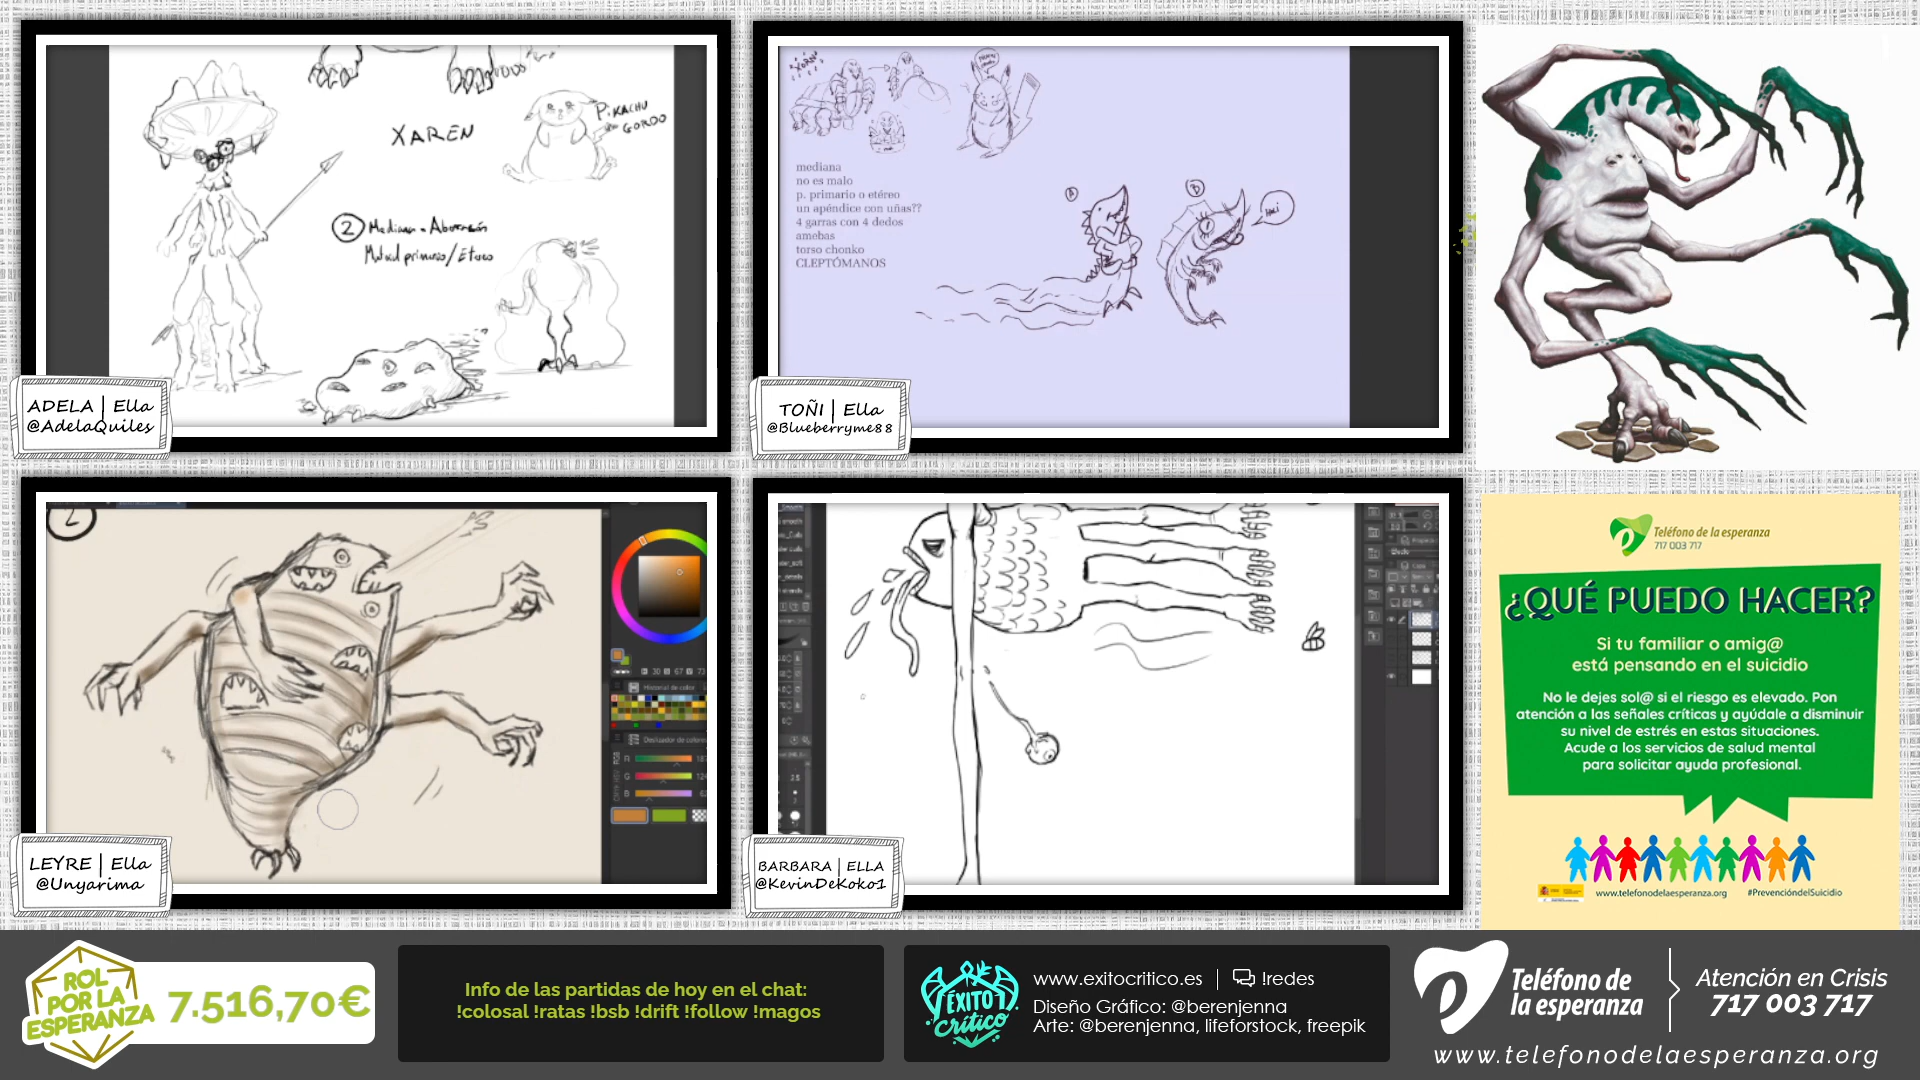 XAREN
PiKACHU
GORDO
2
ADELA | Ella
@AdelaQuiles
mediana
no es malo
p. primario o etéreo
un apéndice con uñas??
4 garras con 4 dedos
amebas
torso chonko
CLEPTÓMANOS
A
B
TOÑI | Ella
@Blueberryme88
2
Historial de color
LEYRE | Ella
@Unyarima
BARBARA | ELLA
@KevinDeKoko1
Teléfono de la esperanza
717 003 717
¿QUÉ PUEDO HACER?
Si tu familiar o amig@
está pensando en el suicidio
No le dejes sol@ si el riesgo es elevado. Pon
atención a las señales críticas y ayúdale a disminuir
su nivel de estrés en estas situaciones.
Acude a los servicios de salud mental
para solicitar ayuda profesional.
www.telefonodelaesperanza.org #PrevencióndelSuicidio
ROL
POR LA
ESPERANZA
7.516,70€
Info de las partidas de hoy en el chat:
!colosal !ratas !bsb !drift !follow !magos
ÉXITO
Crítico
www.exitocritico.es | !redes
Diseño Gráfico: @berenjenna
Arte: @berenjenna, lifeforstock, freepik
Teléfono de
la esperanza
Atención en Crisis
717 003 717
www.telefonodelaesperanza.org